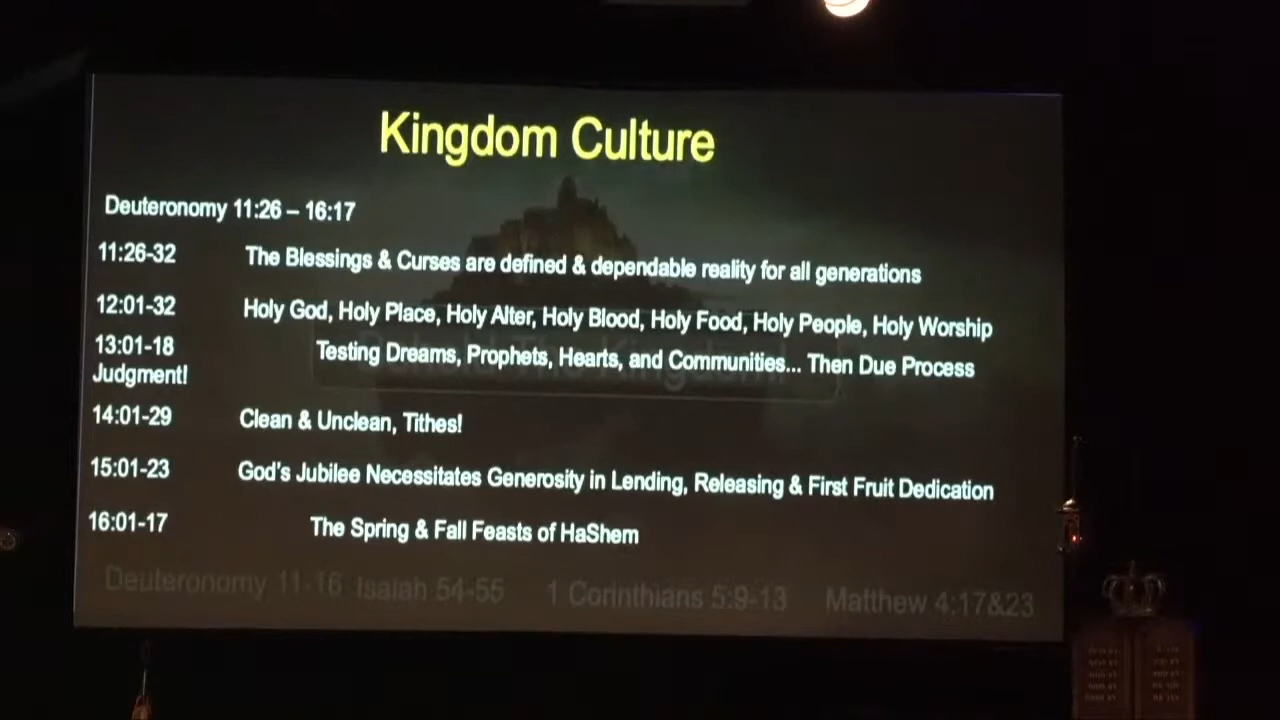 Kingdom Culture
Deuteronomy 11:26 – 16:17
11:26-32 The Blessings & Curses are defined & dependable reality for all generations
12:01-32 Holy God, Holy Place, Holy Alter, Holy Blood, Holy Food, Holy People, Holy Worship
13:01-18 Testing Dreams, Prophets, Hearts, and Communities... Then Due Process
Judgment!
14:01-29 Clean & Unclean, Tithes!
15:01-23 God's Jubilee Necessitates Generosity in Lending, Releasing & First Fruit Dedication
16:01-17 The Spring & Fall Feasts of HaShem
Deuteronomy 11-16 Isaiah 54-55 1 Corinthians 5:9-13 Matthew 4:17&23